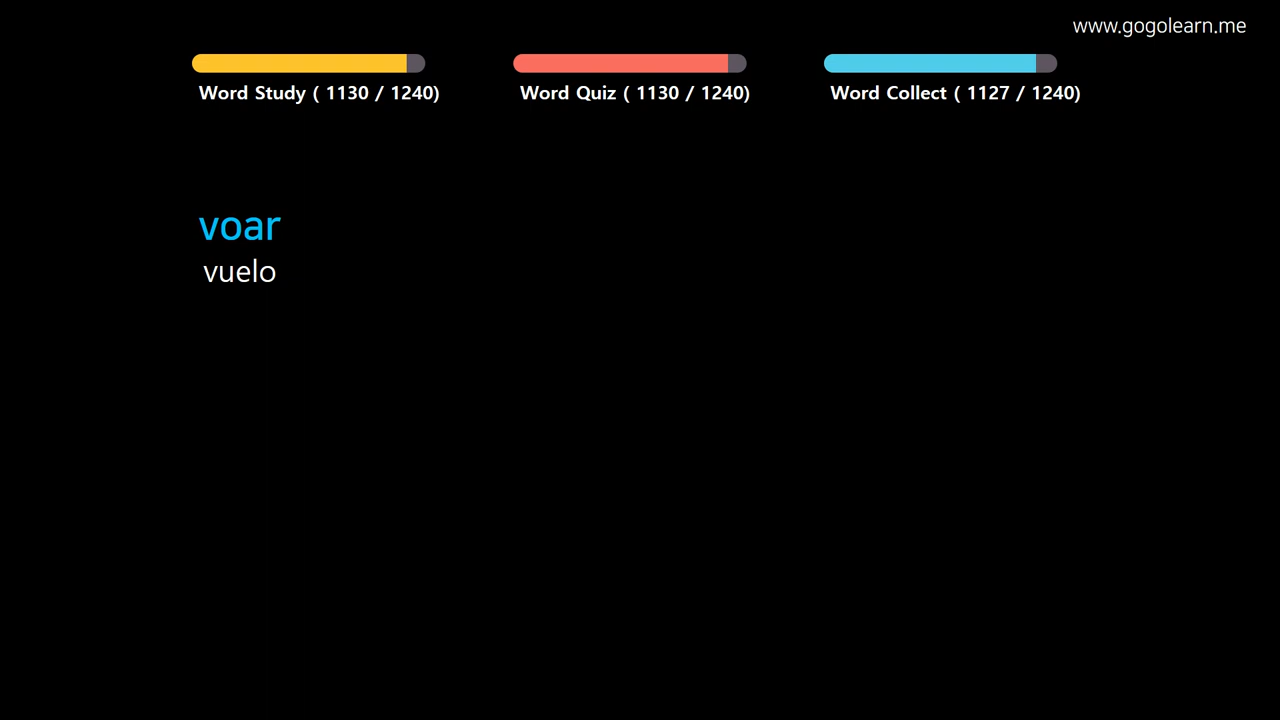 www.gogolearn.me
Word Study ( 1130 / 1240)
Word Quiz ( 1130 / 1240)
Word Collect ( 1127 / 1240)
voar
vuelo